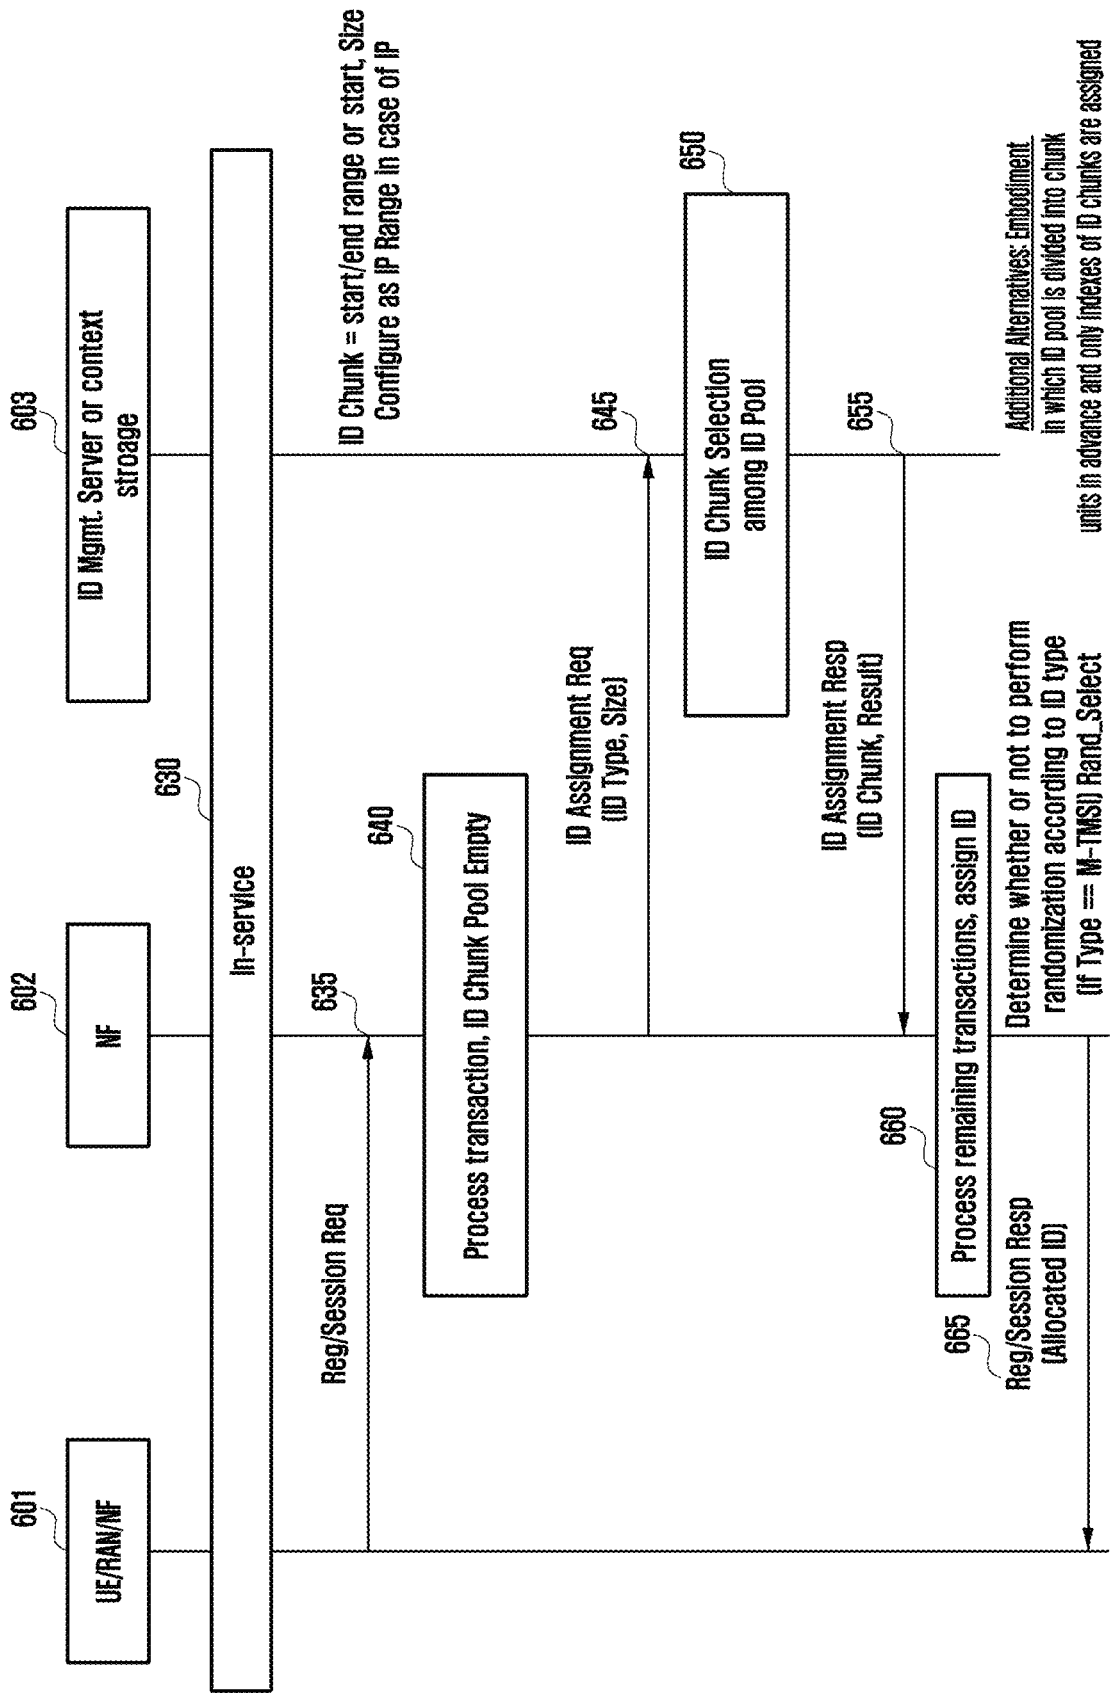 601
UE/RAN/NF
602
NF
603
ID Mgmt. Server or context
stroage
630
In-service
ID Chunk = start/end range or start, Size
Configure as IP Range in case of IP
Reg/Session Req
635
640
Process transaction, ID Chunk Pool Empty
ID Assignment Req
(ID Type, Size)
645
650
ID Chunk Selection
among ID Pool
ID Assignment Resp
(ID Chunk, Result)
655
660
Process remaining transactions, assign ID
665
Reg/Session Resp
(Allocated ID)
Determine whether or not to perform
randomization according to ID type
(If Type == M-TMSI) Rand_Select
Additional Alternatives: Embodiment
in which ID pool is divided into chunk
units in advance and only indexes of ID chunks are assigned